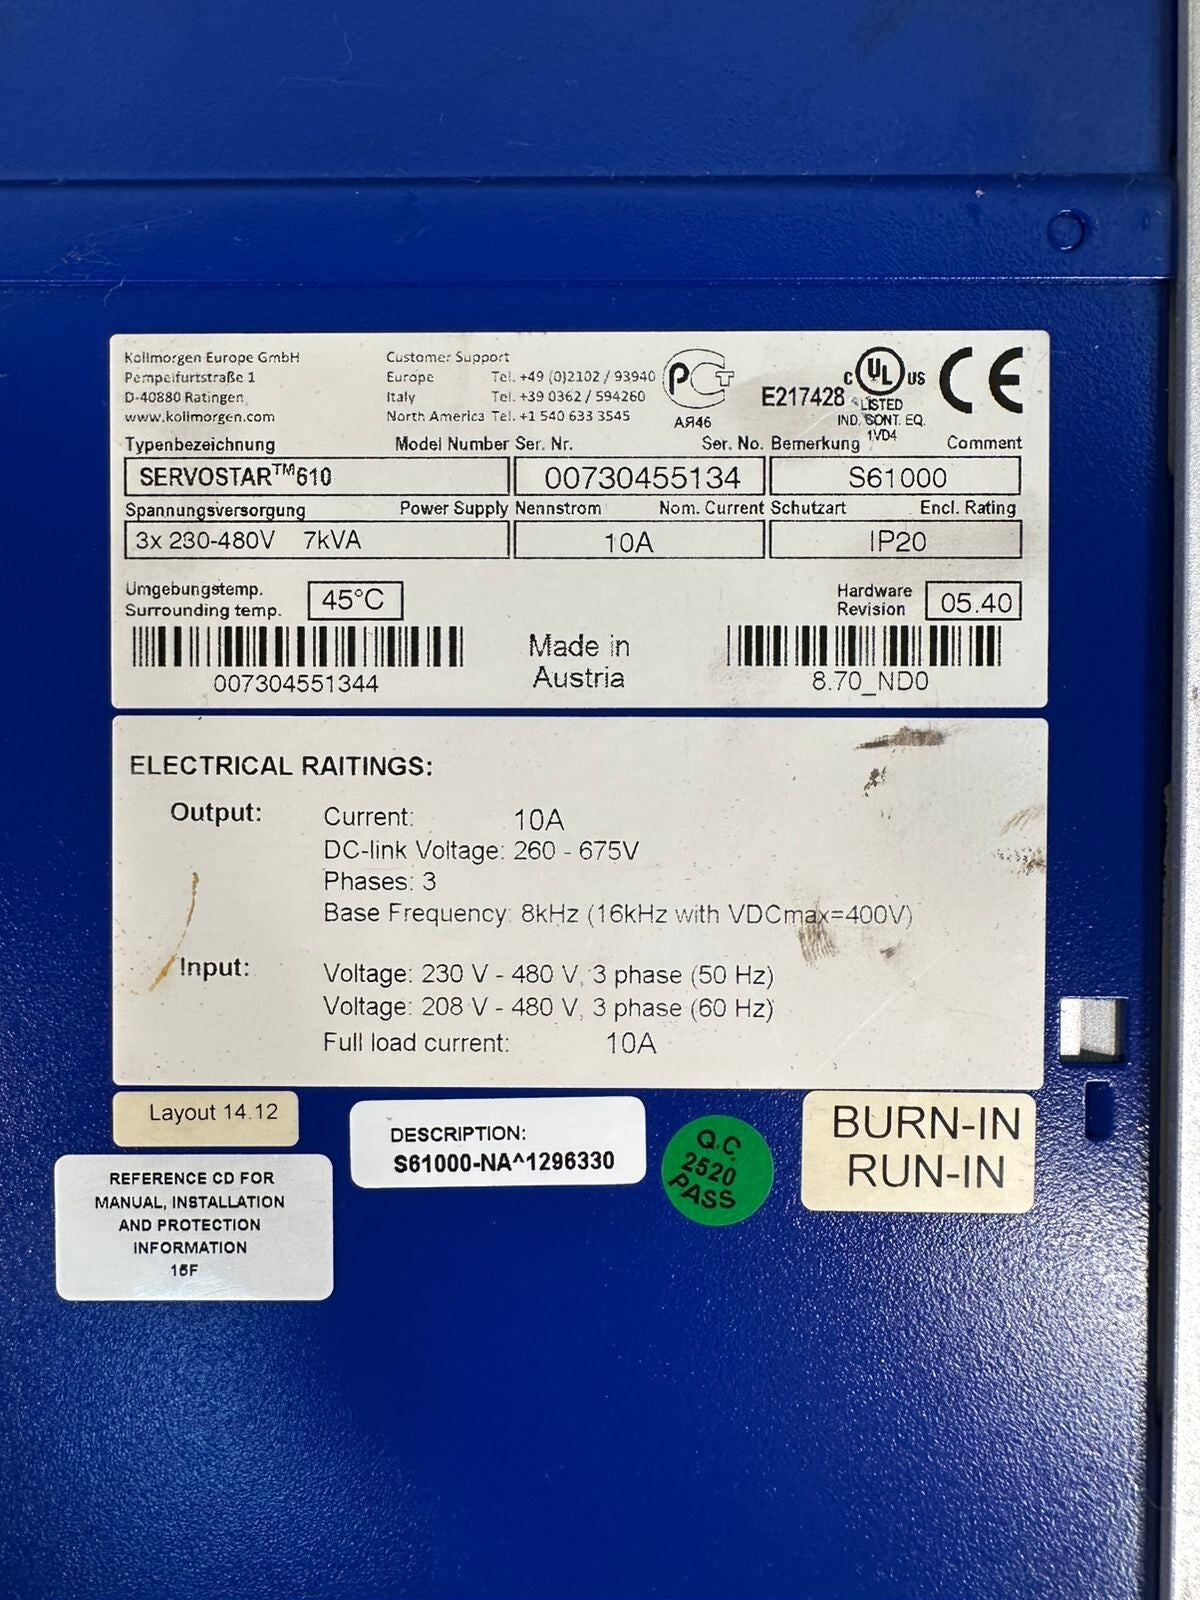 Kollmorgen Europe GmbH
Pempelfurtstraße 1
D-40880 Ratingen
www.kollmorgen.com
Customer Support
Europe Tel. +49 (0)2102 / 93940
Italy Tel. +39 0362 / 594260
North America Tel. +1 540 633 3545
PCT
АЯ46
E217428
C UL US
LISTED
IND. CONT. EQ.
1VD4
CE
Typenbezeichnung Model Number Ser. Nr. Ser. No. Bemerkung Comment
SERVOSTAR™610 00730455134 S61000
Spannungsversorgung Power Supply Nennstrom Nom. Current Schutzart Encl. Rating
3x 230-480V 7kVA 10A IP20
Umgebungstemp.
Surrounding temp. 45°C
Hardware
Revision 05.40
007304551344
Made in
Austria
8.70_ND0
ELECTRICAL RAITINGS:
Output: Current: 10A
DC-link Voltage: 260 - 675V
Phases: 3
Base Frequency: 8kHz (16kHz with VDCmax=400V)
Input: Voltage: 230 V - 480 V, 3 phase (50 Hz)
Voltage: 208 V - 480 V, 3 phase (60 Hz)
Full load current: 10A
Layout 14.12
DESCRIPTION:
S61000-NA^1296330
Q.C.
2520
PASS
BURN-IN
RUN-IN
REFERENCE CD FOR
MANUAL, INSTALLATION
AND PROTECTION
INFORMATION